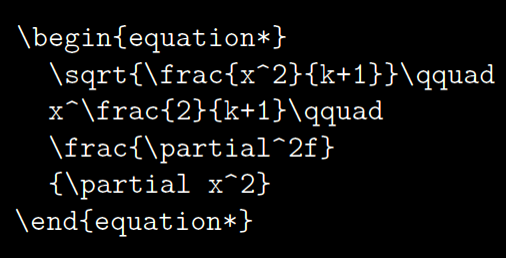 \begin{equation*}
\sqrt{\frac{x^2}{k+1}}\qquad
x^\frac{2}{k+1}\qquad
\frac{\partial^2f}
{\partial x^2}
\end{equation*}